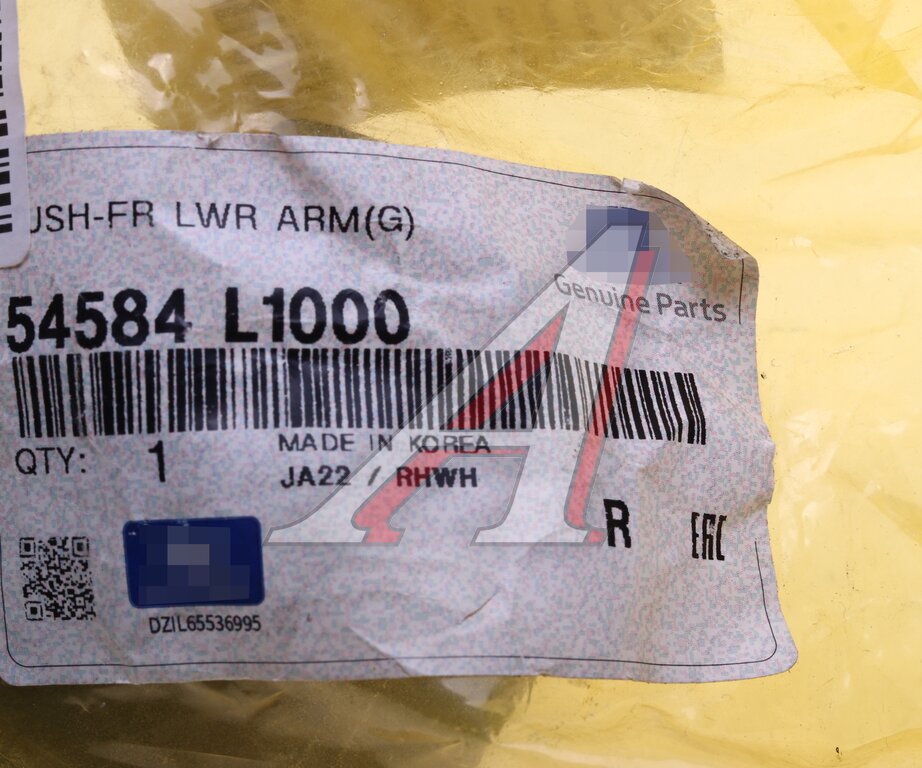 USH-FR LWR ARM(G)
Genuine Parts
54584 L1000
QTY: 1
MADE IN KOREA
JA22 / RHWH
R
EAC
DZIL65536995